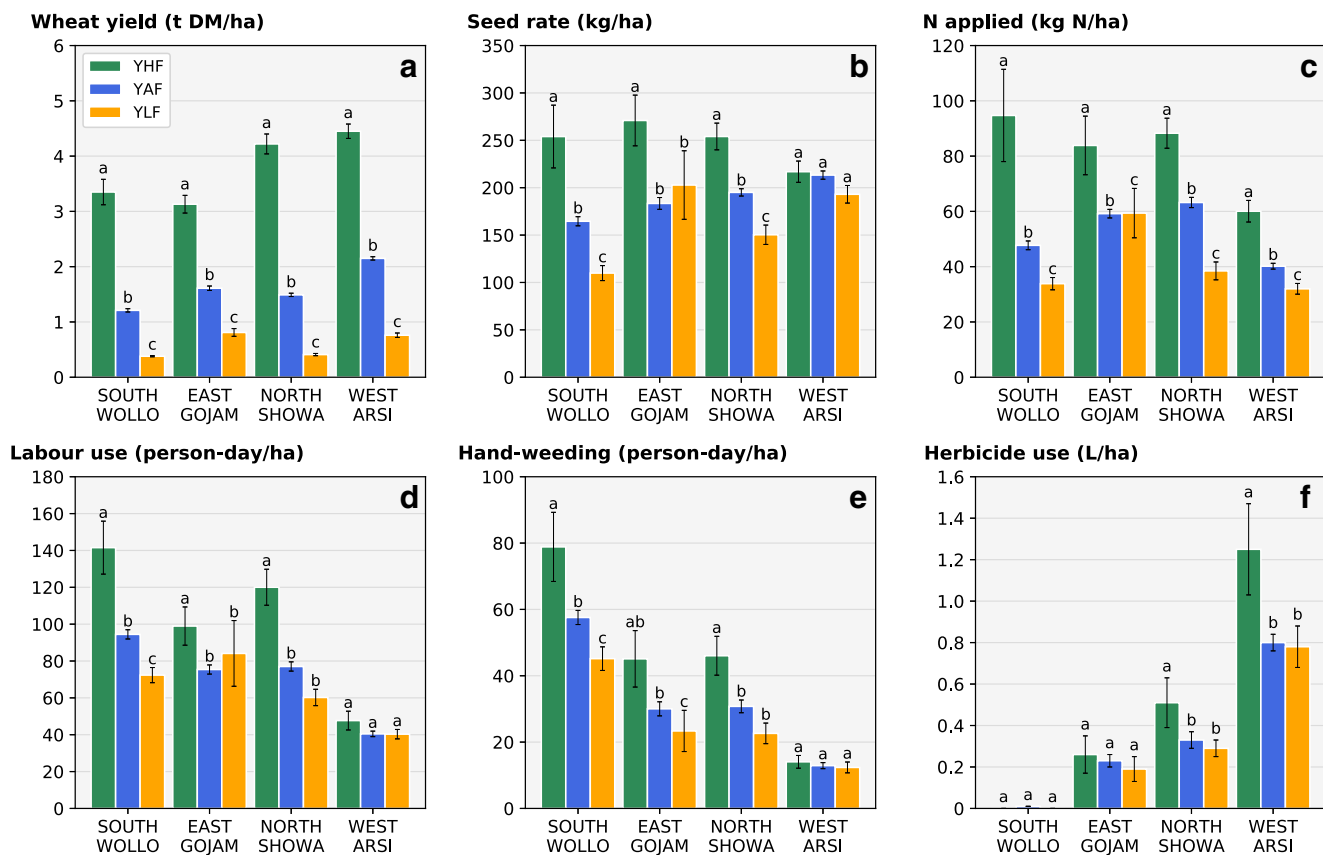 Wheat yield (t DM/ha)
Seed rate (kg/ha)
N applied (kg N/ha)
6
5
4
3
2
1
0
YHF
YAF
YLF
a
a b c
a b c
a b c
a b c
SOUTH WOLLO
EAST GOJAM
NORTH SHOWA
WEST ARSI
350
300
250
200
150
100
50
0
b
a b c
a b b
a b c
a a a
SOUTH WOLLO
EAST GOJAM
NORTH SHOWA
WEST ARSI
120
100
80
60
40
20
0
c
a b c
a b c
a b c
a b c
SOUTH WOLLO
EAST GOJAM
NORTH SHOWA
WEST ARSI
Labour use (person-day/ha)
Hand-weeding (person-day/ha)
Herbicide use (L/ha)
180
160
140
120
100
80
60
40
20
0
d
a b c
a b b
a b b
a a a
SOUTH WOLLO
EAST GOJAM
NORTH SHOWA
WEST ARSI
100
80
60
40
20
0
e
a b c
ab b c
a b b
a a a
SOUTH WOLLO
EAST GOJAM
NORTH SHOWA
WEST ARSI
1.6
1.4
1.2
1.0
0.8
0.6
0.4
0.2
0
f
a a a
a a a
a b b
a b b
SOUTH WOLLO
EAST GOJAM
NORTH SHOWA
WEST ARSI